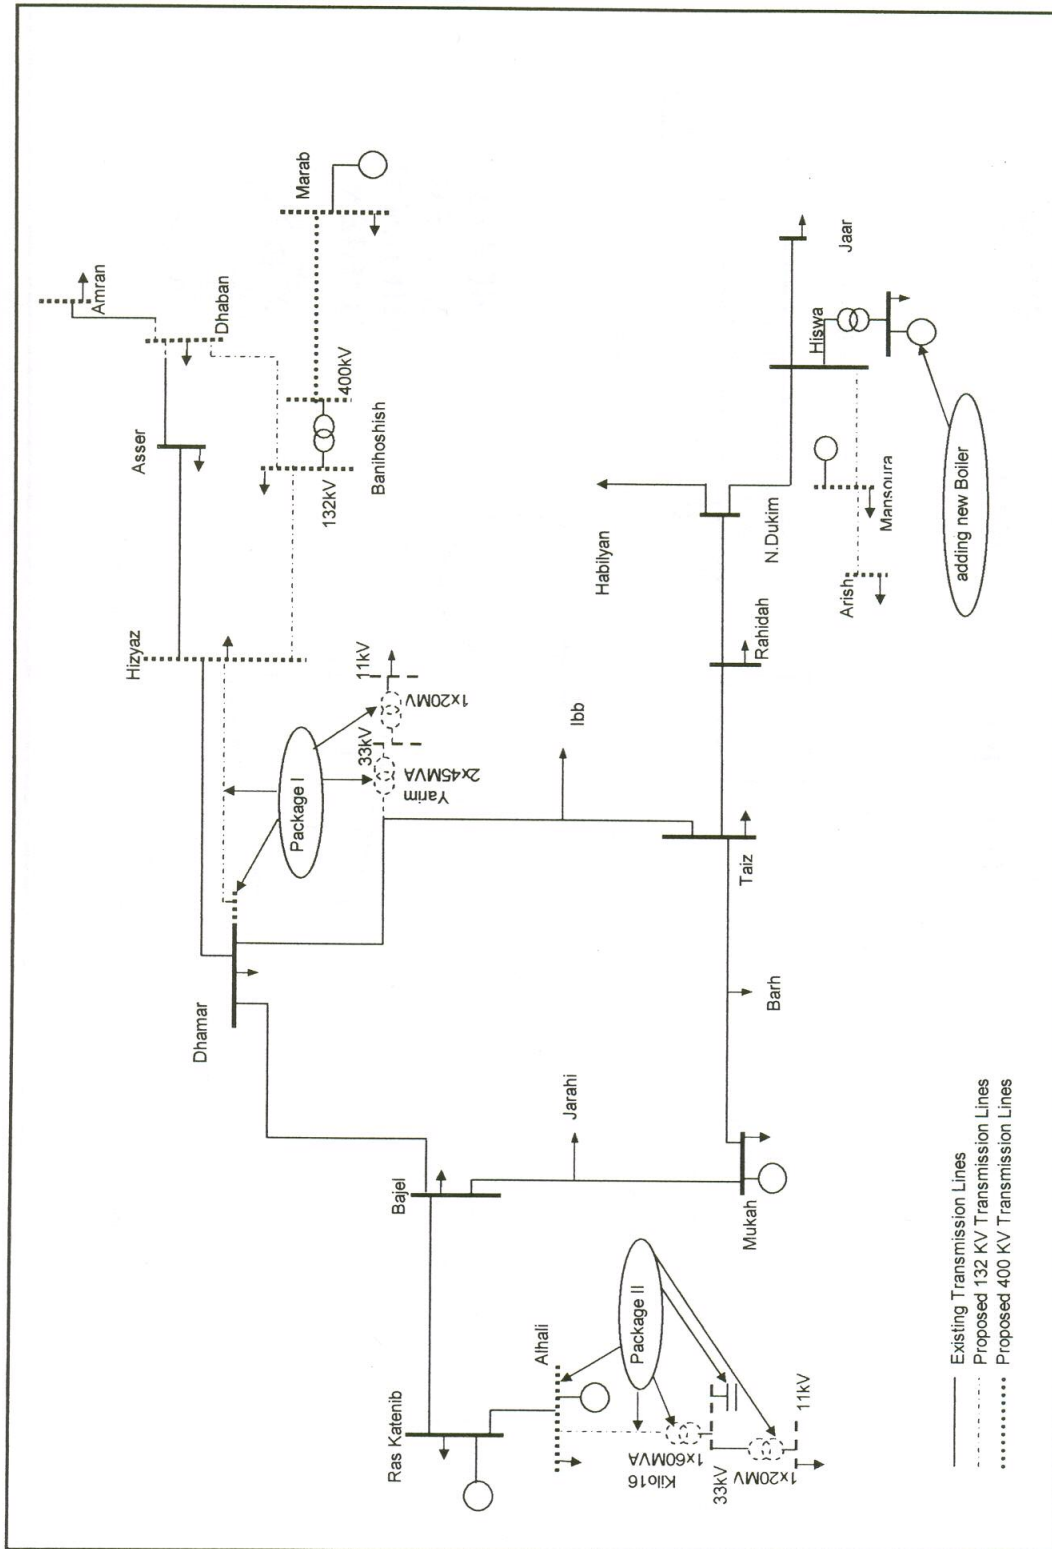 Amran
Dhaban
Marab
Asser
400kV
132kV
Banihoshish
Hizyaz
Package I
11kV
1x20MV
33kV
2x45MVA
Yarim
Dhamar
Ibb
Habilyan
N.Dukim
Rahidah
Taiz
Barh
Jaar
Hiswa
Mansoura
Arish
adding new Boiler
Bajel
Jarahi
Mukah
Ras Katenib
Alhali
Package II
Kilo16
1x60MVA
33kV
1x20MV
11kV
Existing Transmission Lines
Proposed 132 KV Transmission Lines
Proposed 400 KV Transmission Lines